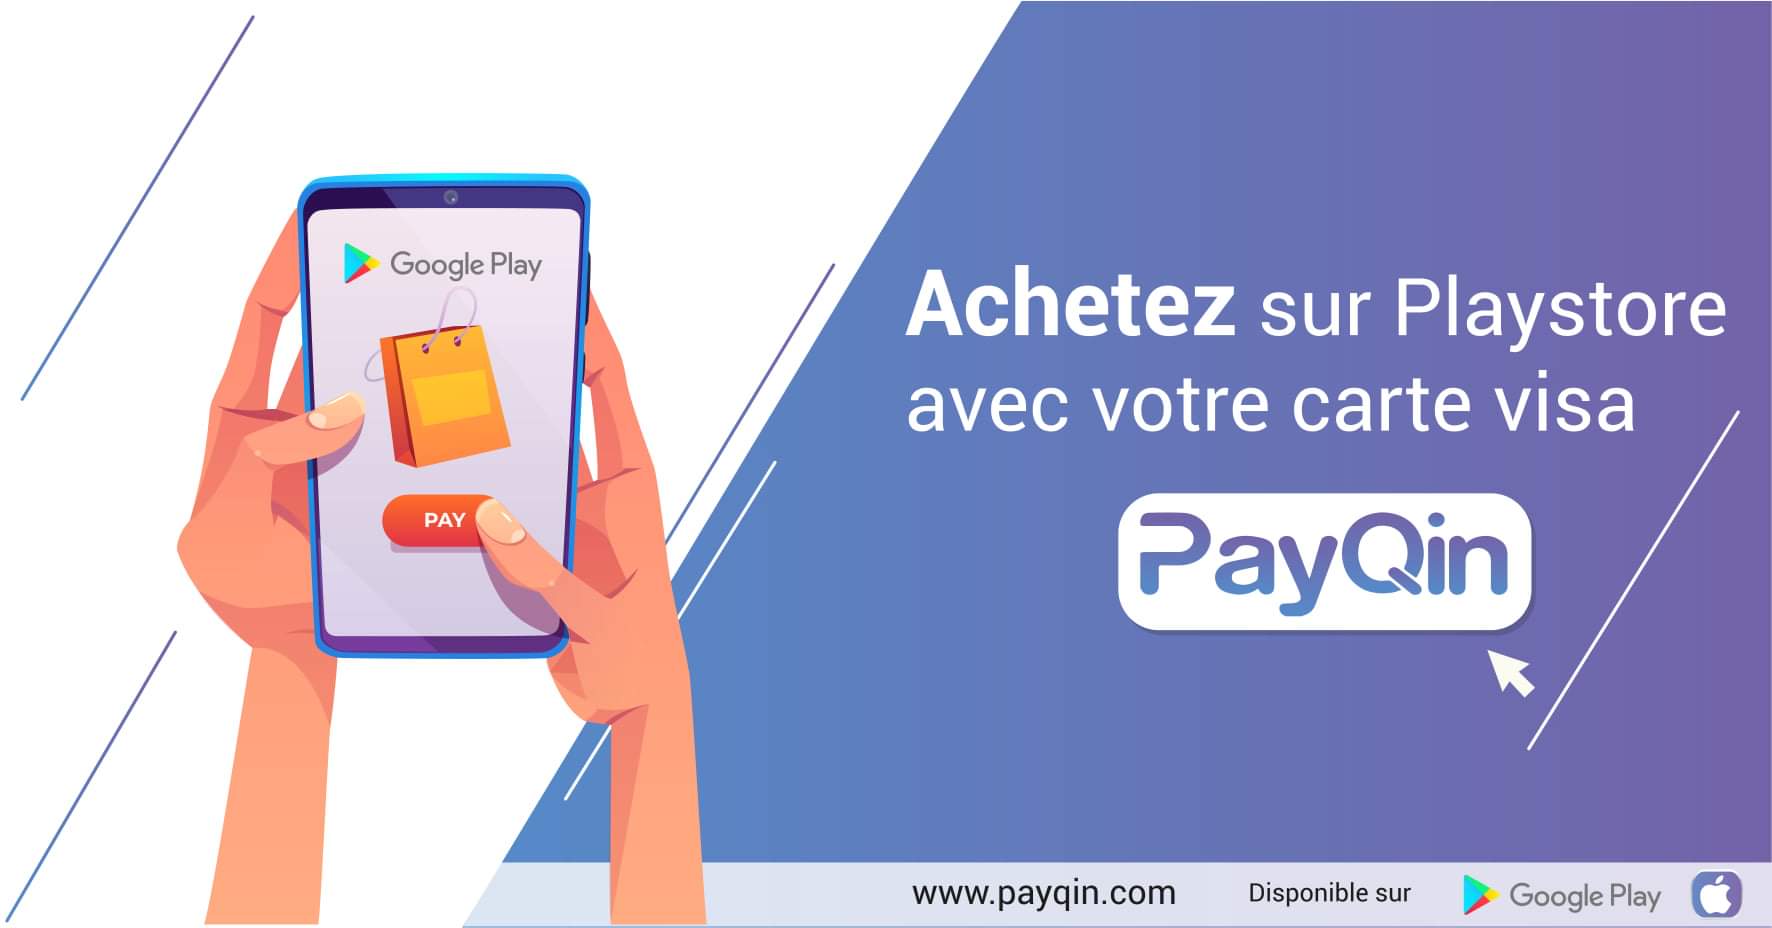 Google Play
PAY
Achetez sur Playstore
avec votre carte visa
PayQin
www.payqin.com
Disponible sur
Google Play